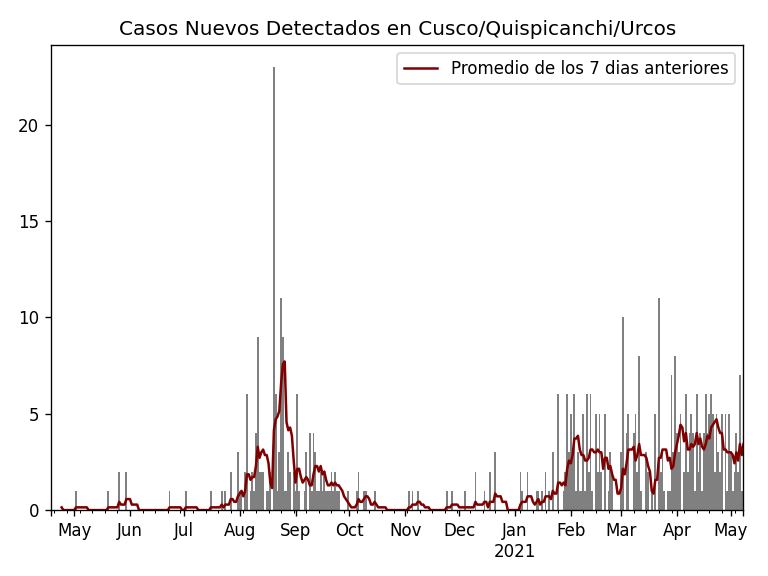 Casos Nuevos Detectados en Cusco/Quispicanchi/Urcos
Promedio de los 7 dias anteriores
20
15
10
5
0
May Jun Jul Aug Sep Oct Nov Dec Jan Feb Mar Apr May
2021